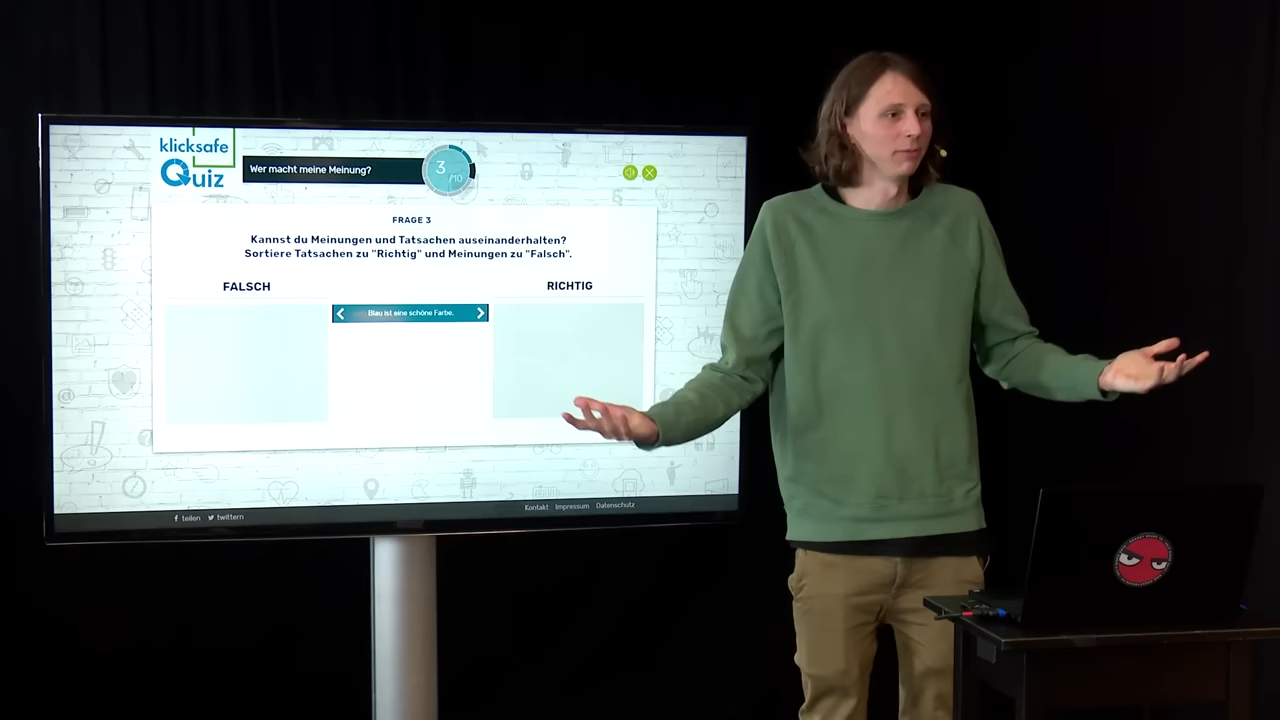 klicksafe
Quiz
Wer macht meine Meinung?
3
/10
FRAGE 3
Kannst du Meinungen und Tatsachen auseinanderhalten?
Sortiere Tatsachen zu "Richtig" und Meinungen zu "Falsch".
FALSCH
RICHTIG
Blau ist eine schöne Farbe.
teilen
twittern
Kontakt
Impressum
Datenschutz